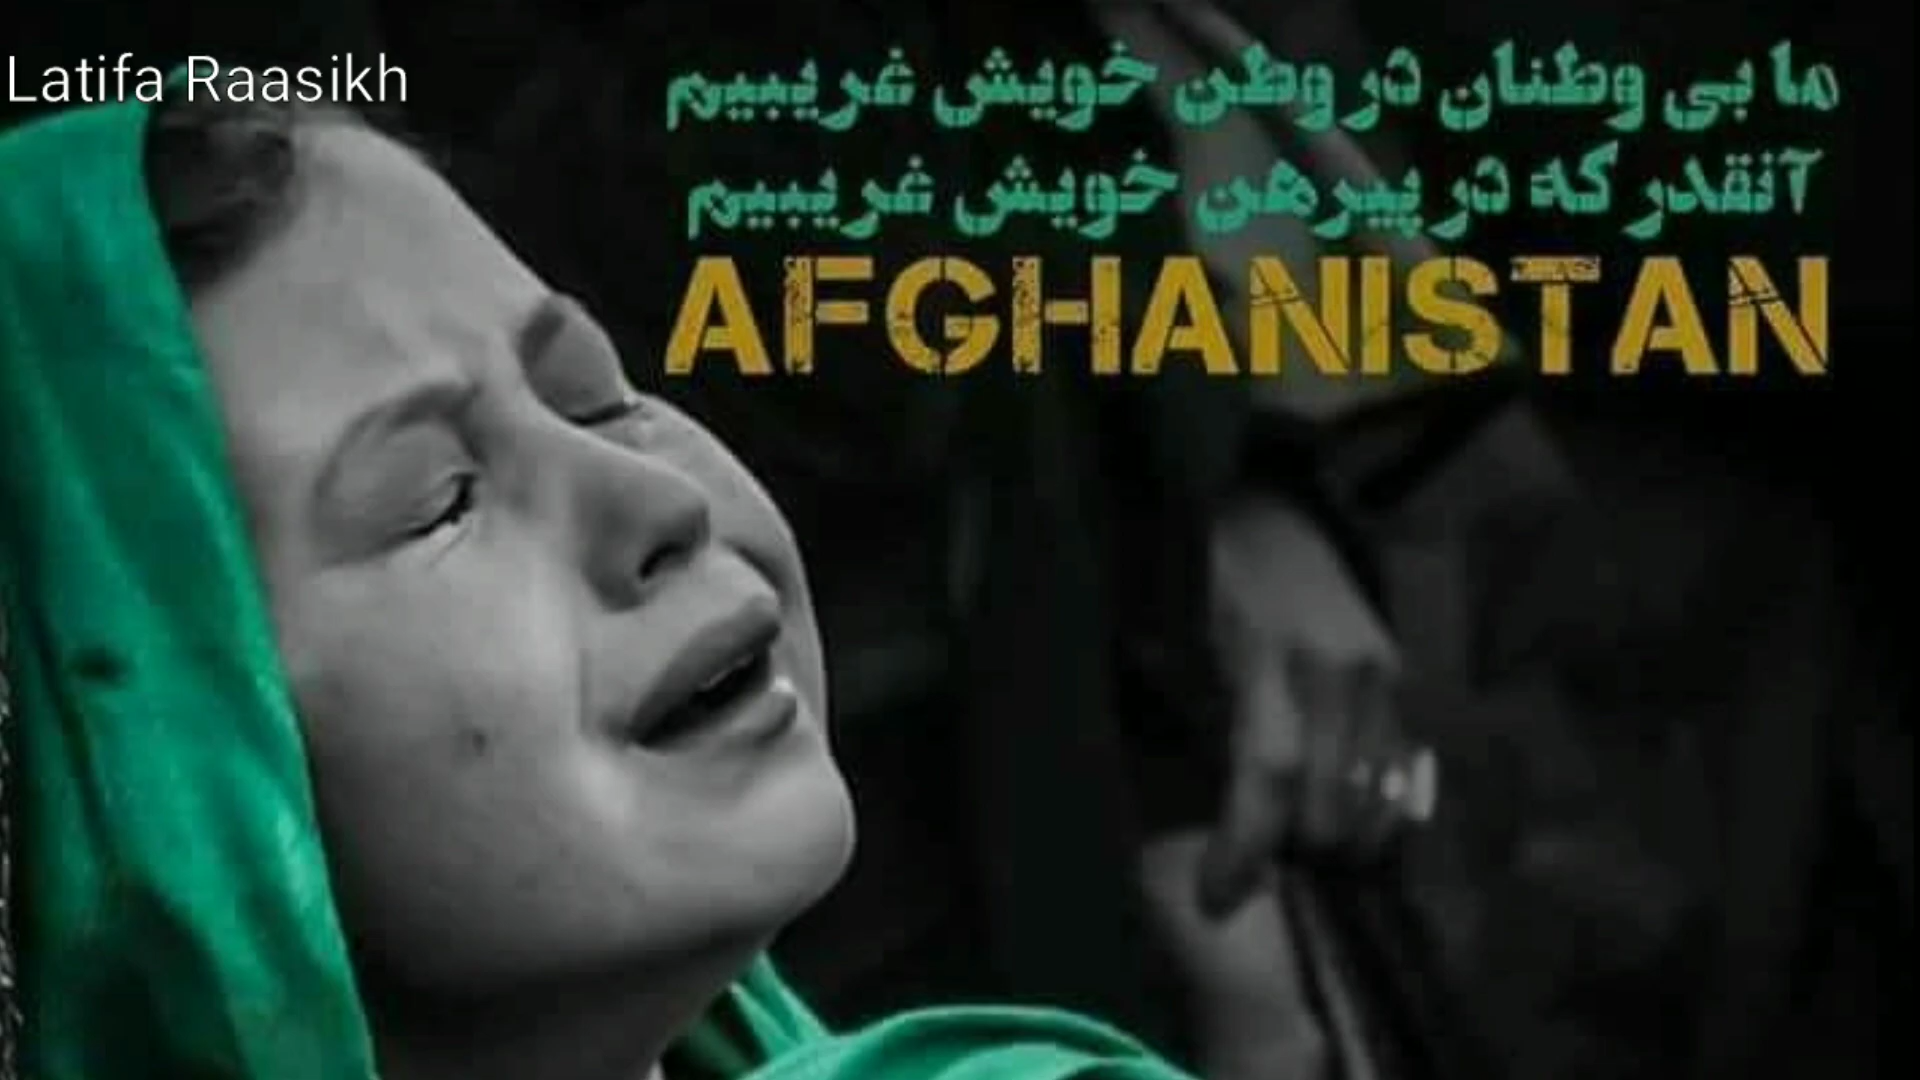 Latifa Raasikh
ما بی وطنان در وطن خویش غریبیم
آنقدر که در پیرهن خویش غریبیم
AFGHANISTAN